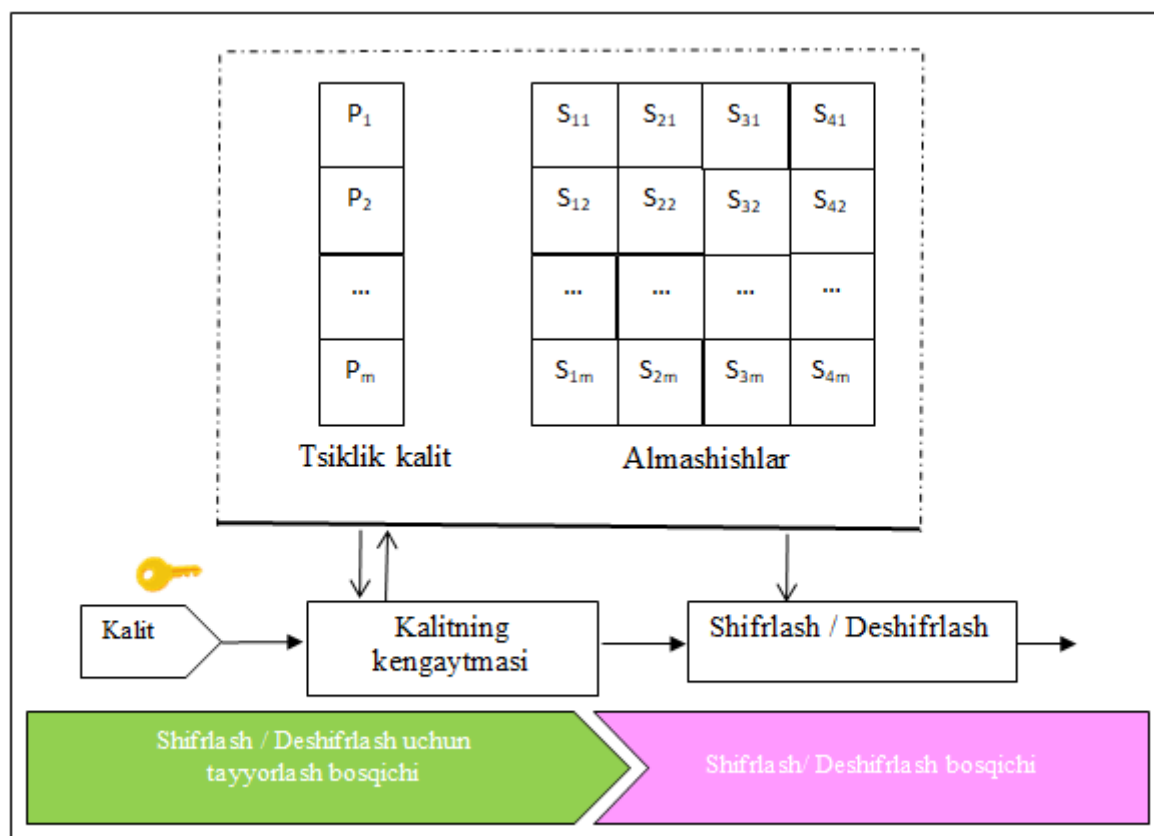 P₁ S₁₁ S₂₁ S₃₁ S₄₁
P₂ S₁₂ S₂₂ S₃₂ S₄₂
... ... ... ... ...
Pₘ S₁ₘ S₂ₘ S₃ₘ S₄ₘ
Tsiklik kalit Almashishlar
Kalit
Kalitning
kengaytmasi
Shifrlash / Deshifrlash
Shifrlash / Deshifrlash uchun
tayyorlash bosqichi
Shifrlash/ Deshifrlash bosqichi